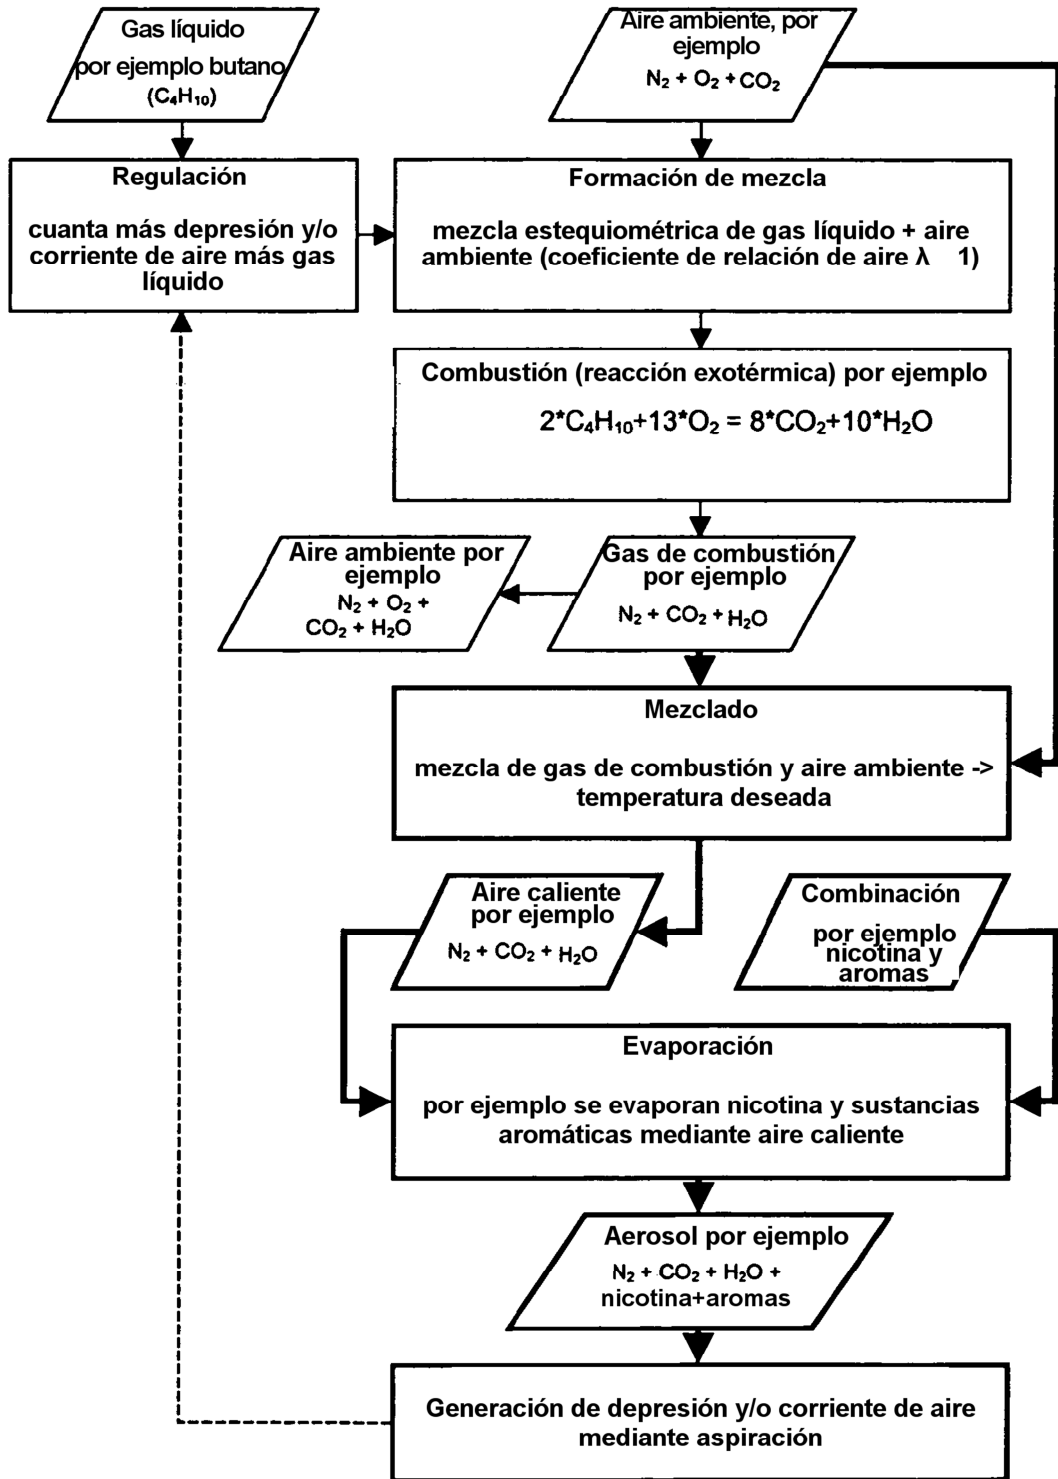 Gas líquido
por ejemplo butano
(C₄H₁₀)
Aire ambiente, por
ejemplo
N₂ + O₂ + CO₂
Regulación
cuanta más depresión y/o
corriente de aire más gas
líquido
Formación de mezcla
mezcla estequiométrica de gas líquido + aire
ambiente (coeficiente de relación de aire λ 1)
Combustión (reacción exotérmica) por ejemplo
2*C₄H₁₀+13*O₂ = 8*CO₂+10*H₂O
Aire ambiente por
ejemplo
N₂ + O₂ +
CO₂ + H₂O
Gas de combustión
por ejemplo
N₂ + CO₂ + H₂O
Mezclado
mezcla de gas de combustión y aire ambiente ->
temperatura deseada
Aire caliente
por ejemplo
N₂ + CO₂ + H₂O
Combinación
por ejemplo
nicotina y
aromas
Evaporación
por ejemplo se evaporan nicotina y sustancias
aromáticas mediante aire caliente
Aerosol por ejemplo
N₂ + CO₂ + H₂O +
nicotina+aromas
Generación de depresión y/o corriente de aire
mediante aspiración